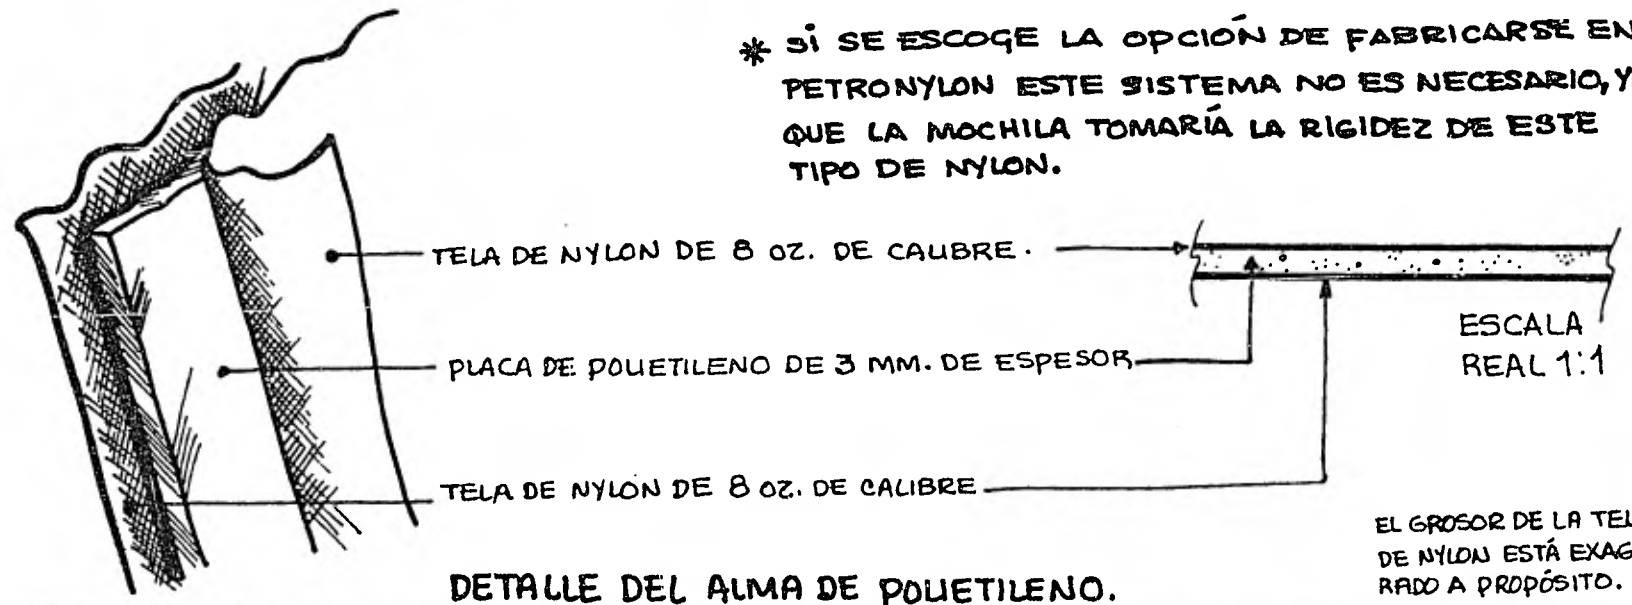 * Si SE ESCOGE LA OPCIÓN DE FABRICARSE EN
PETRONYLON ESTE SISTEMA NO ES NECESARIO, Y
QUE LA MOCHILA TOMARÍA LA RIGIDEZ DE ESTE
TIPO DE NYLON.
TELA DE NYLON DE 8 OZ. DE CALIBRE.
PLACA DE POLIETILENO DE 3 MM. DE ESPESOR
ESCALA
REAL 1:1
TELA DE NYLON DE 8 OZ. DE CALIBRE
EL GROSOR DE LA TEL
DE NYLON ESTÁ EXAG
RADO A PROPÓSITO.
DETALLE DEL ALMA DE POLIETILENO.